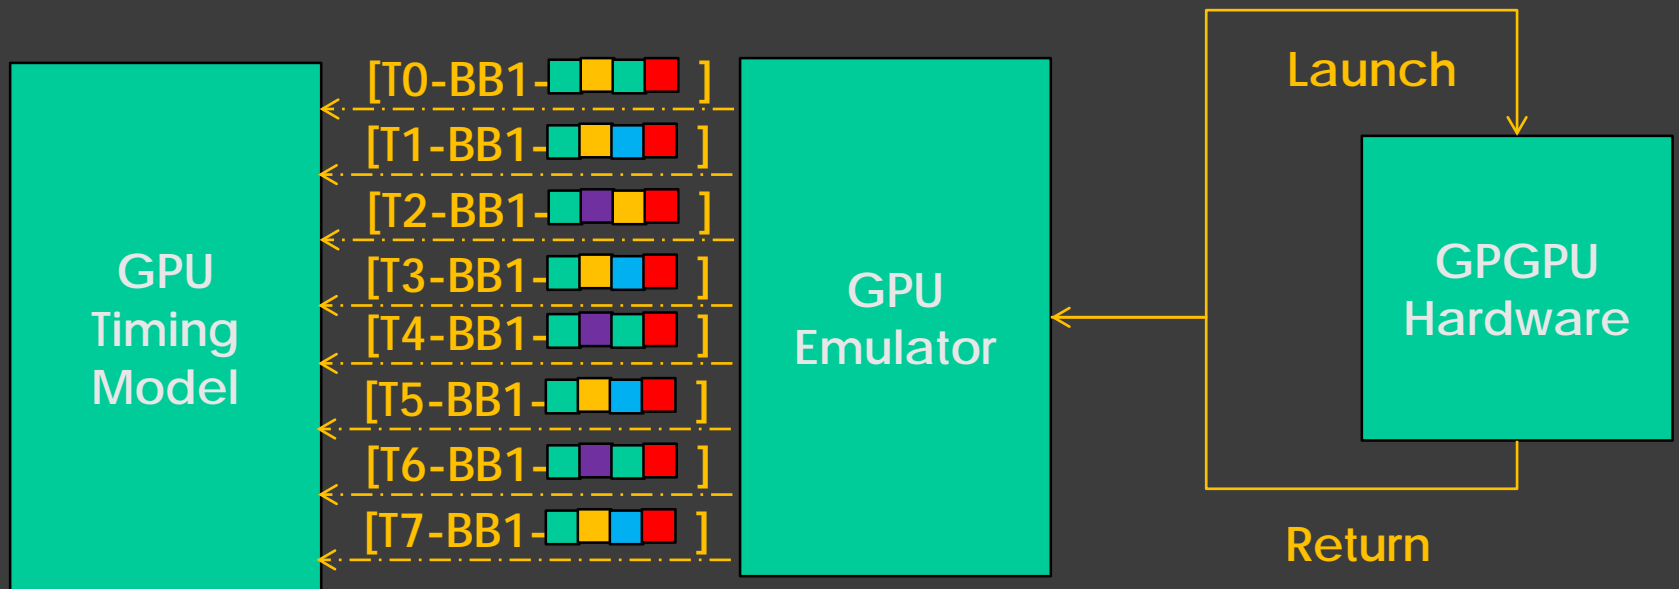 GPU
Timing
Model
[T0-BB1- ]
[T1-BB1- ]
[T2-BB1- ]
[T3-BB1- ]
[T4-BB1- ]
[T5-BB1- ]
[T6-BB1- ]
[T7-BB1- ]
GPU
Emulator
Launch
GPGPU
Hardware
Return